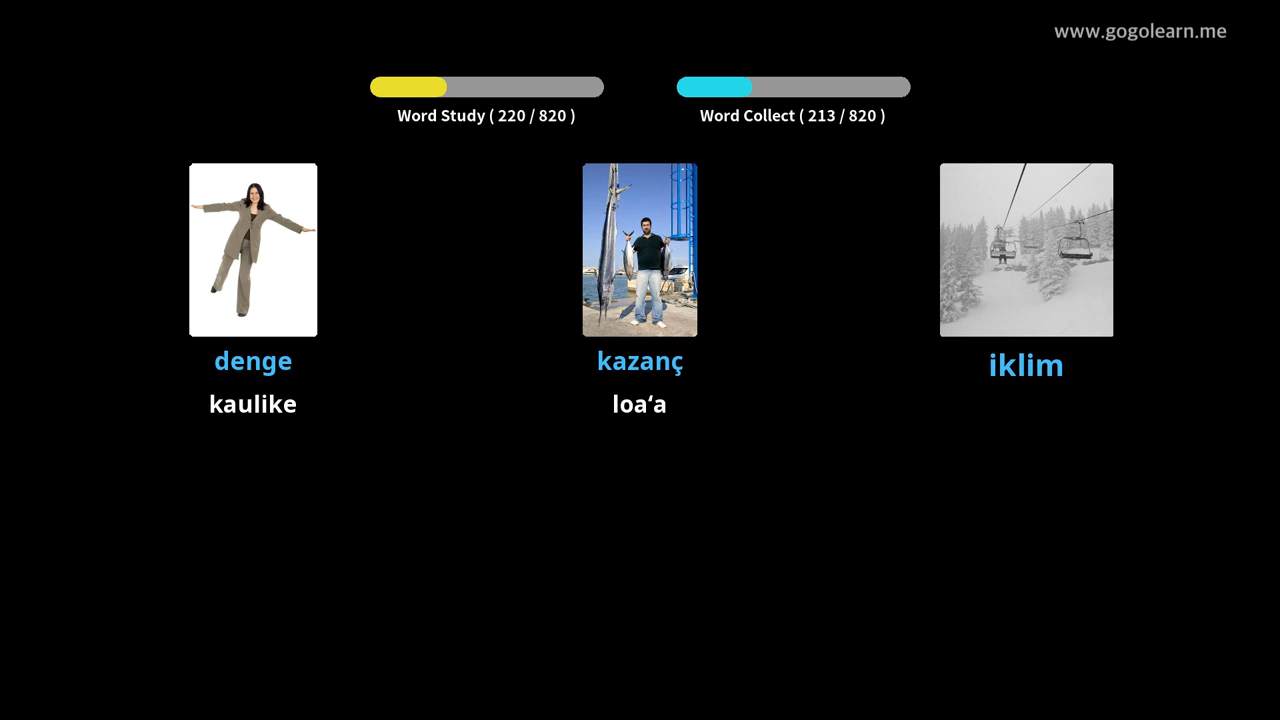 www.gogolearn.me
Word Study ( 220 / 820 )
Word Collect ( 213 / 820 )
denge
kaulike
kazanç
loaʻa
iklim